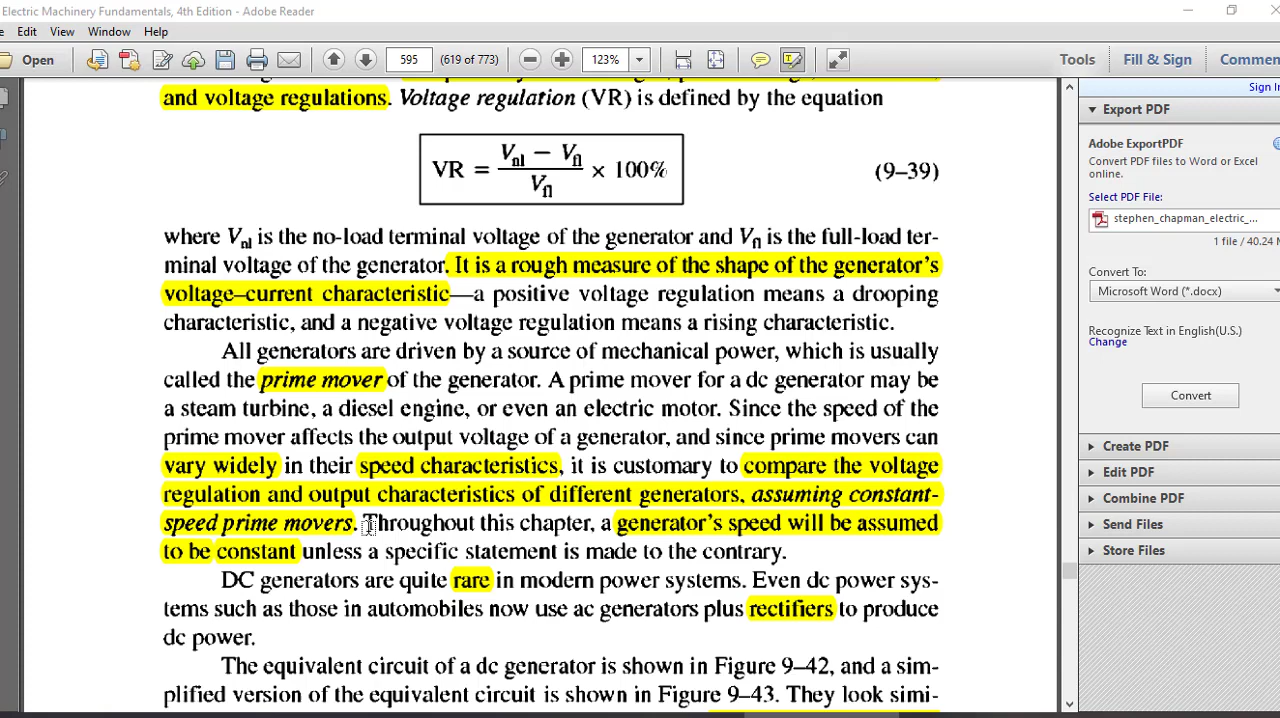 Electric Machinery Fundamentals, 4th Edition - Adobe Reader
Edit View Window Help
Open 595 (619 of 773) 123% Tools Fill & Sign Commen
and voltage regulations. Voltage regulation (VR) is defined by the equation
VR = (Vnl − Vfl) / Vfl × 100% (9–39)
where Vnl is the no-load terminal voltage of the generator and Vfl is the full-load ter-
minal voltage of the generator. It is a rough measure of the shape of the generator's
voltage–current characteristic—a positive voltage regulation means a drooping
characteristic, and a negative voltage regulation means a rising characteristic.
All generators are driven by a source of mechanical power, which is usually
called the prime mover of the generator. A prime mover for a dc generator may be
a steam turbine, a diesel engine, or even an electric motor. Since the speed of the
prime mover affects the output voltage of a generator, and since prime movers can
vary widely in their speed characteristics, it is customary to compare the voltage
regulation and output characteristics of different generators, assuming constant-
speed prime movers. Throughout this chapter, a generator's speed will be assumed
to be constant unless a specific statement is made to the contrary.
DC generators are quite rare in modern power systems. Even dc power sys-
tems such as those in automobiles now use ac generators plus rectifiers to produce
dc power.
The equivalent circuit of a dc generator is shown in Figure 9–42, and a sim-
plified version of the equivalent circuit is shown in Figure 9–43. They look simi-
Sign In
Export PDF
Adobe ExportPDF
Convert PDF files to Word or Excel
online.
Select PDF File:
stephen_chapman_electric_...
1 file / 40.24 M
Convert To:
Microsoft Word (*.docx)
Recognize Text in English(U.S.)
Change
Convert
Create PDF
Edit PDF
Combine PDF
Send Files
Store Files